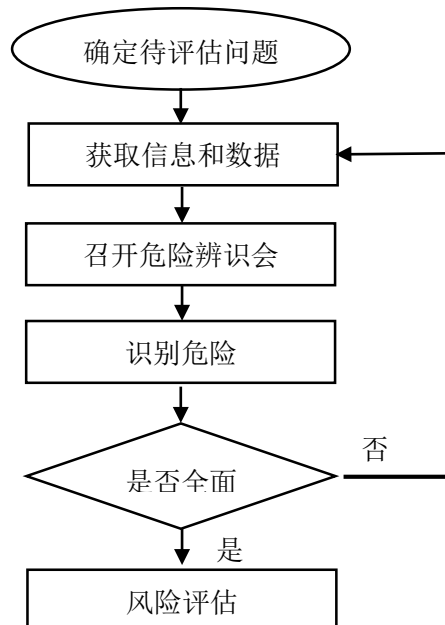 确定待评估问题
获取信息和数据
召开危险辨识会
识别危险
否
是否全面
是
风险评估